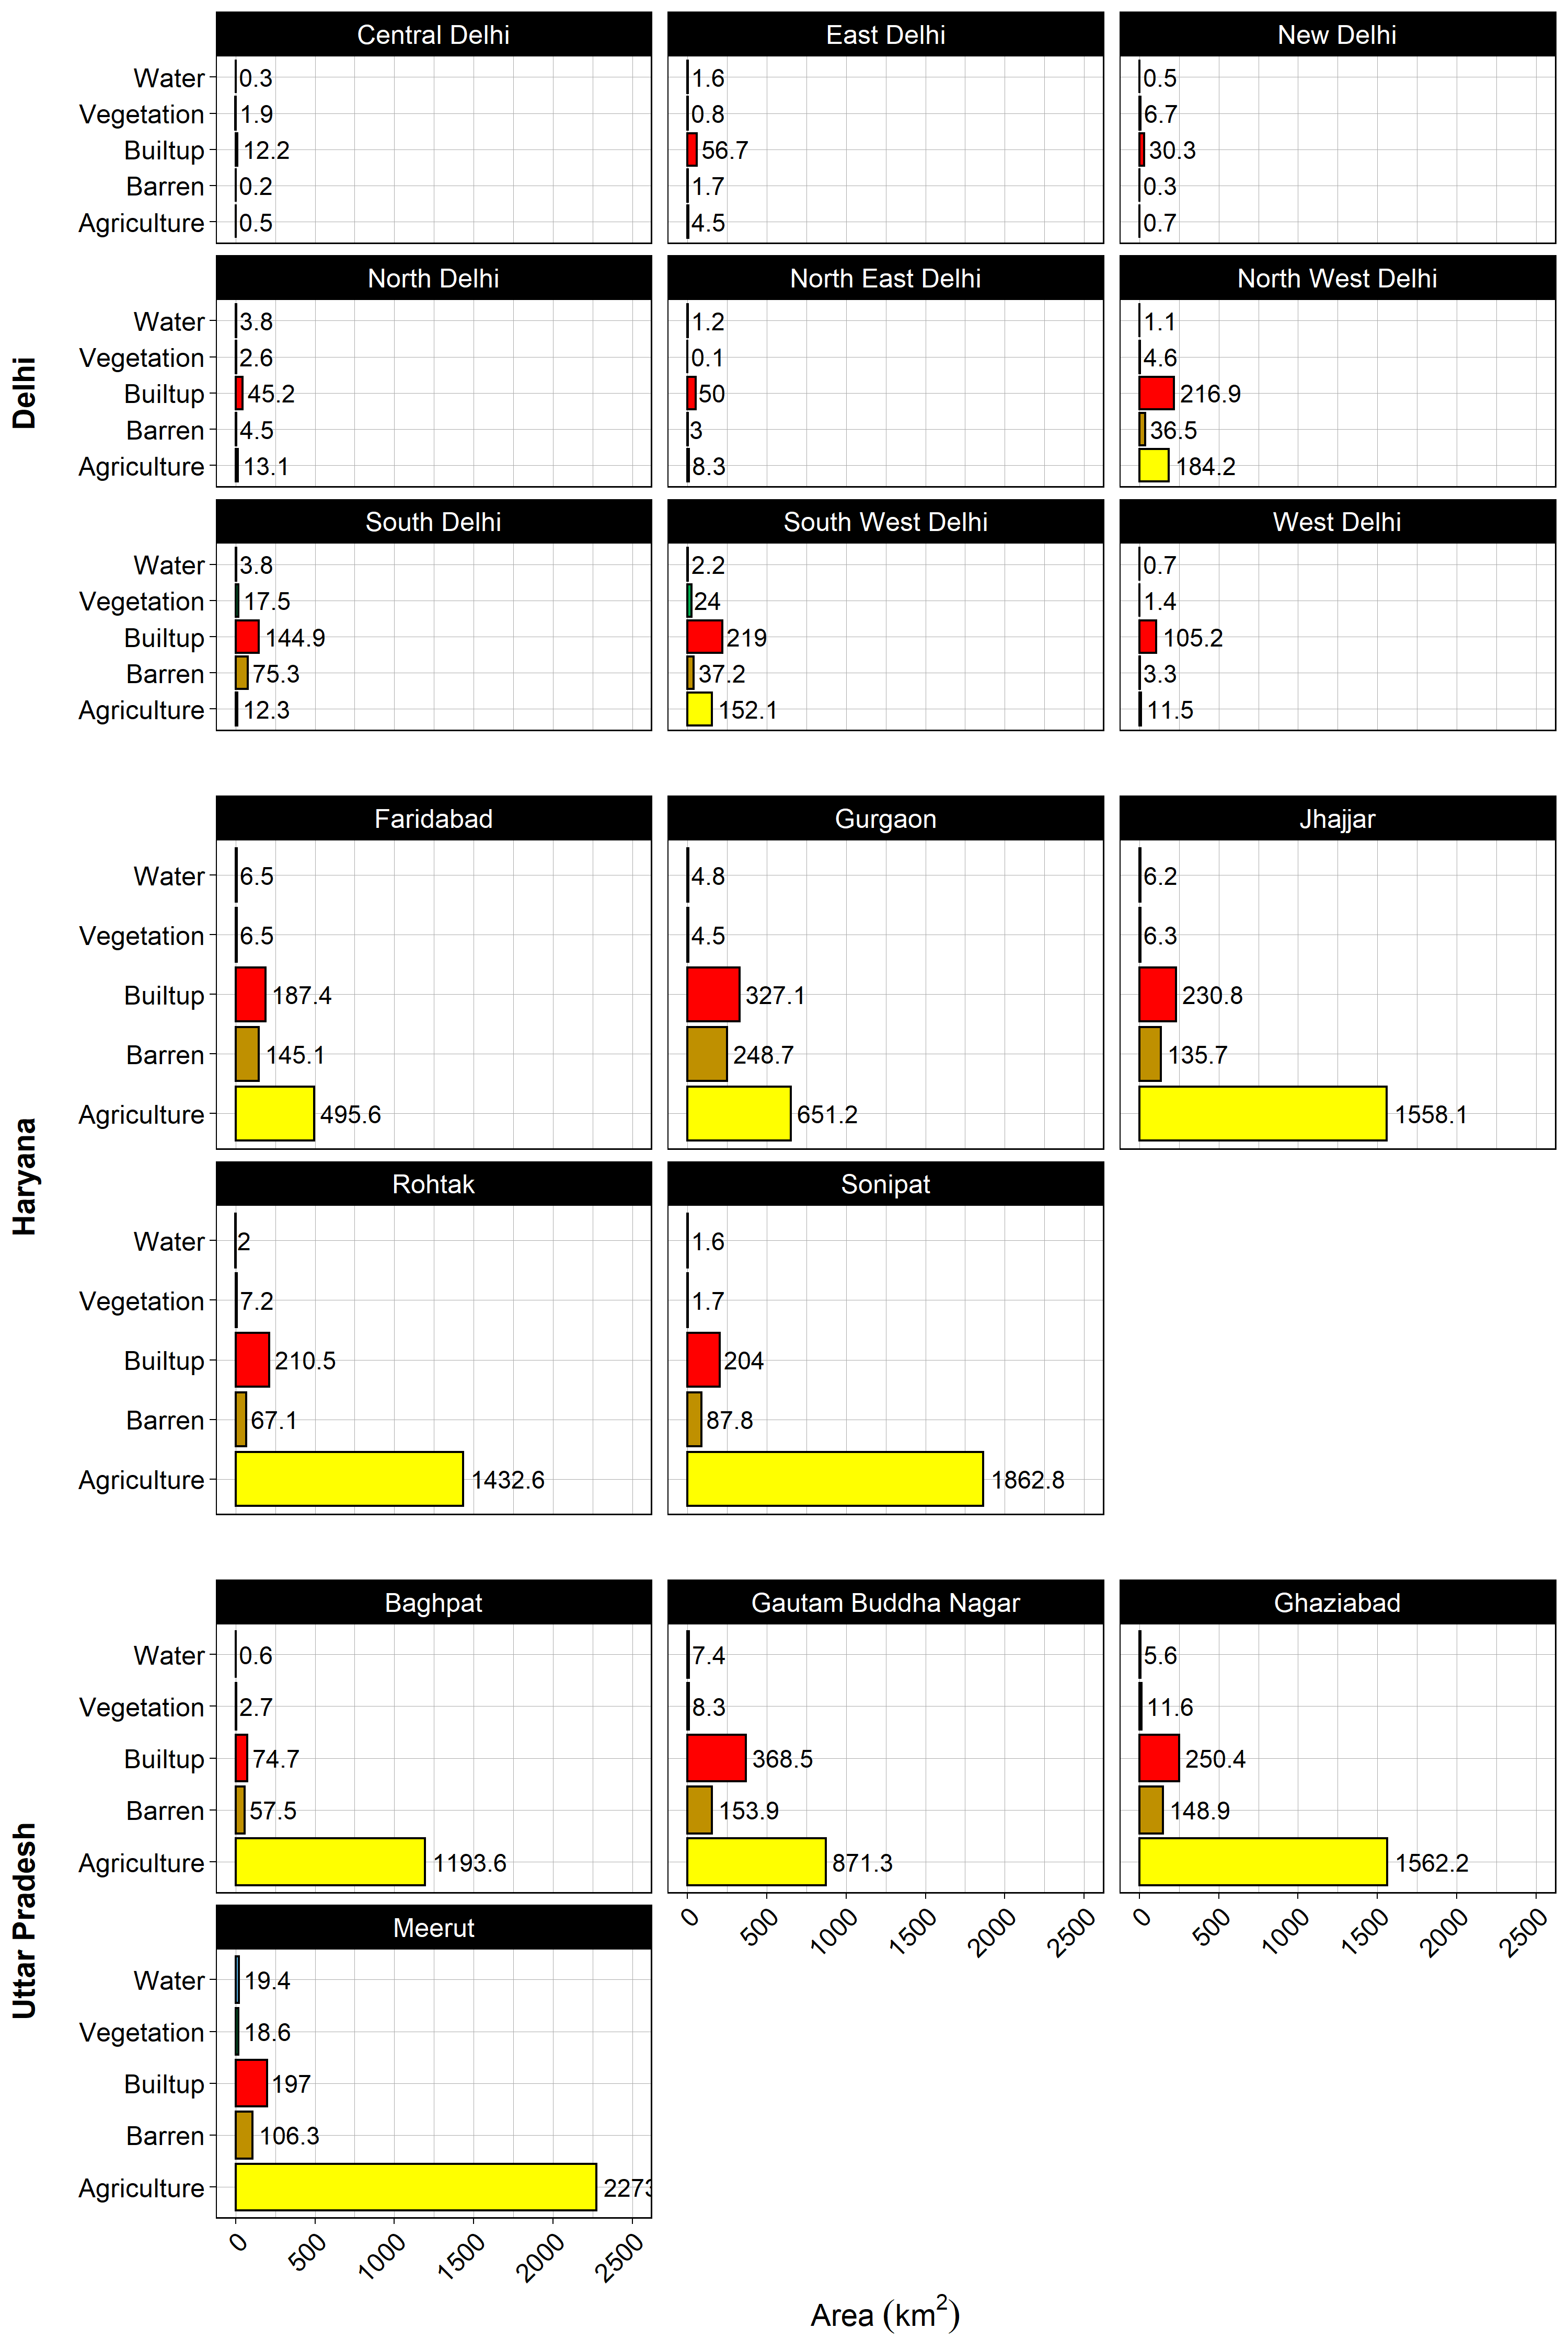 Delhi
Central Delhi
Water 0.3
Vegetation 1.9
Builtup 12.2
Barren 0.2
Agriculture 0.5
East Delhi
1.6
0.8
56.7
1.7
4.5
New Delhi
0.5
6.7
30.3
0.3
0.7
North Delhi
Water 3.8
Vegetation 2.6
Builtup 45.2
Barren 4.5
Agriculture 13.1
North East Delhi
1.2
0.1
50
3
8.3
North West Delhi
1.1
4.6
216.9
36.5
184.2
South Delhi
Water 3.8
Vegetation 17.5
Builtup 144.9
Barren 75.3
Agriculture 12.3
South West Delhi
2.2
24
219
37.2
152.1
West Delhi
0.7
1.4
105.2
3.3
11.5
Haryana
Faridabad
Water 6.5
Vegetation 6.5
Builtup 187.4
Barren 145.1
Agriculture 495.6
Gurgaon
4.8
4.5
327.1
248.7
651.2
Jhajjar
6.2
6.3
230.8
135.7
1558.1
Rohtak
Water 2
Vegetation 7.2
Builtup 210.5
Barren 67.1
Agriculture 1432.6
Sonipat
1.6
1.7
204
87.8
1862.8
Uttar Pradesh
Baghpat
Water 0.6
Vegetation 2.7
Builtup 74.7
Barren 57.5
Agriculture 1193.6
Gautam Buddha Nagar
7.4
8.3
368.5
153.9
871.3
0 500 1000 1500 2000 2500
Ghaziabad
5.6
11.6
250.4
148.9
1562.2
0 500 1000 1500 2000 2500
Meerut
Water 19.4
Vegetation 18.6
Builtup 197
Barren 106.3
Agriculture
0 500 1000 1500 2000 2500
Area (km²)